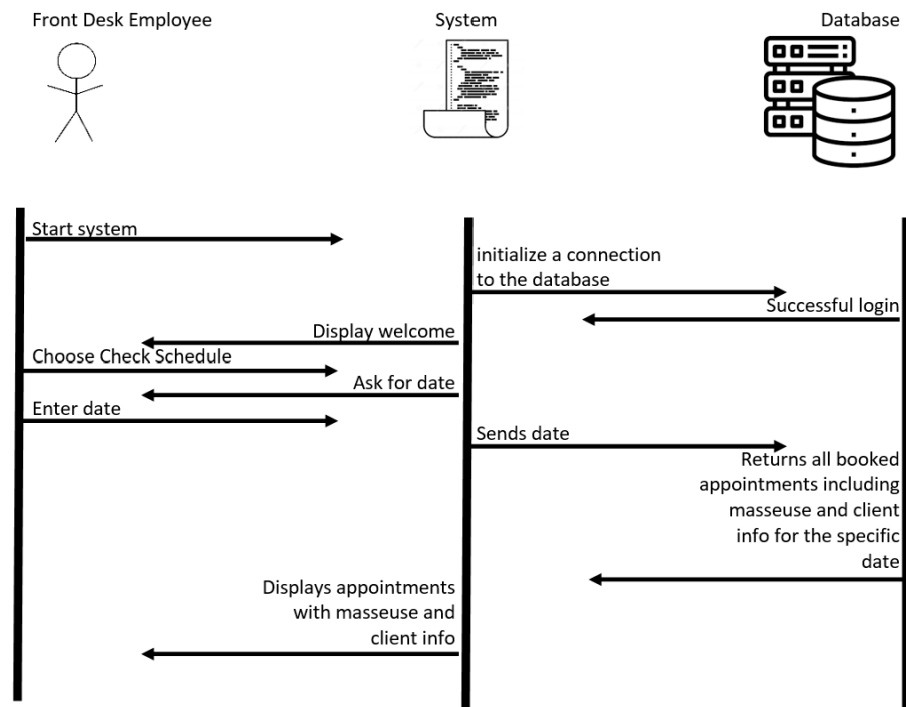 Front Desk Employee
System
Database
Start system
initialize a connection
to the database
Successful login
Display welcome
Choose Check Schedule
Ask for date
Enter date
Sends date
Returns all booked
appointments including
masseuse and client
info for the specific
date
Displays appointments
with masseuse and
client info